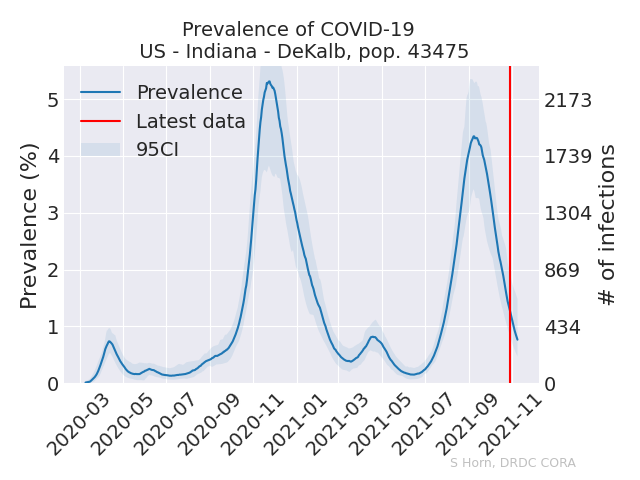 Prevalence of COVID-19
US - Indiana - DeKalb, pop. 43475
Prevalence
Latest data
95CI
Prevalence (%)
5
4
3
2
1
0
2173
1739
1304
869
434
0
# of infections
2020-03
2020-05
2020-07
2020-09
2020-11
2021-01
2021-03
2021-05
2021-07
2021-09
2021-11
S Horn, DRDC CORA